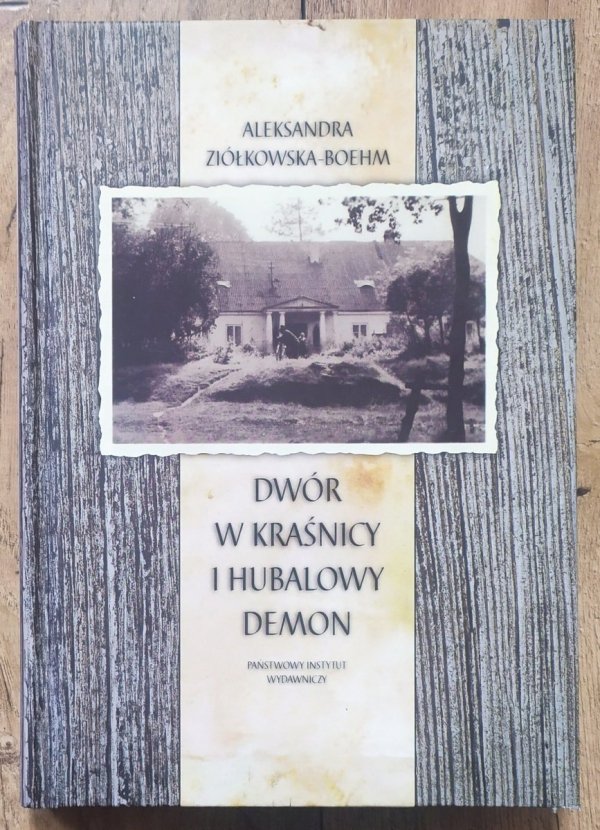 ALEKSANDRA
ZIÓŁKOWSKA-BOEHM
DWÓR
W KRAŚNICY
I HUBALOWY
DEMON
PAŃSTWOWY INSTYTUT
WYDAWNICZY